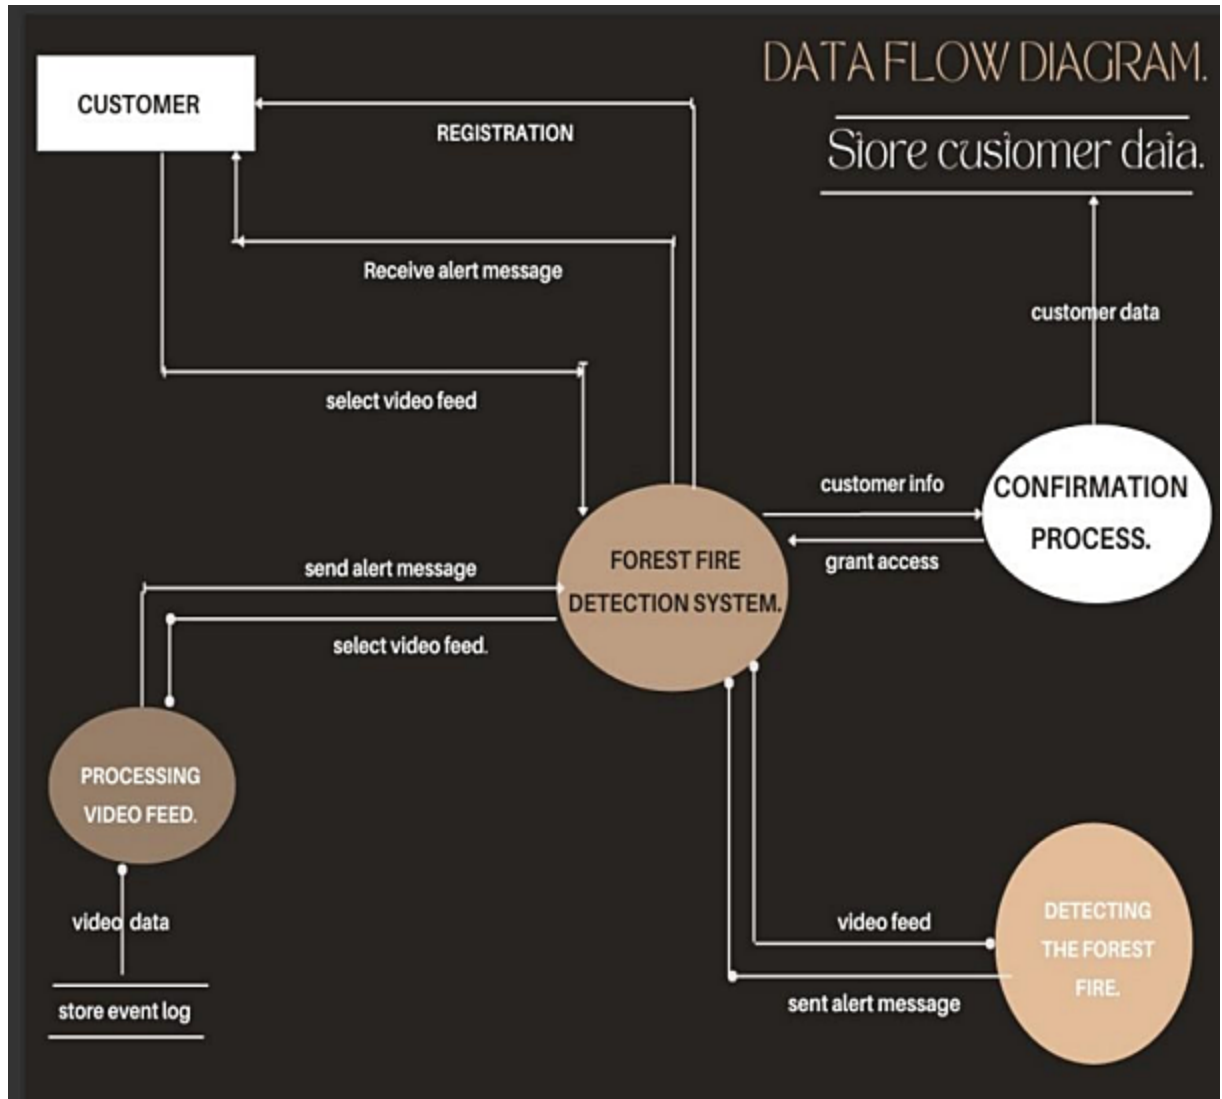 DATA FLOW DIAGRAM.
CUSTOMER
REGISTRATION
Store customer data.
Receive alert message
customer data
select video feed
customer info
CONFIRMATION
PROCESS.
grant access
FOREST FIRE
DETECTION SYSTEM.
send alert message
select video feed.
PROCESSING
VIDEO FEED.
video data
store event log
video feed
sent alert message
DETECTING
THE FOREST
FIRE.